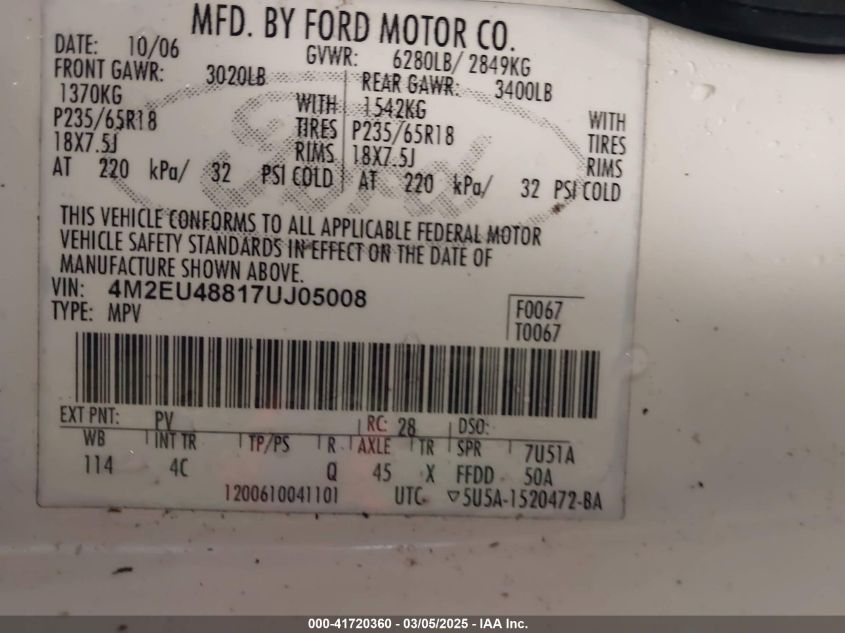 MFD. BY FORD MOTOR CO.
DATE: 10/06 GVWR: 6280LB/ 2849KG
FRONT GAWR: 3020LB REAR GAWR: 3400LB
1370KG WITH 1542KG WITH
P235/65R18 TIRES P235/65R18 TIRES
18X7.5J RIMS 18X7.5J RIMS
AT 220 kPa/ 32 PSI COLD AT 220 kPa/ 32 PSI COLD
THIS VEHICLE CONFORMS TO ALL APPLICABLE FEDERAL MOTOR
VEHICLE SAFETY STANDARDS IN EFFECT ON THE DATE OF
MANUFACTURE SHOWN ABOVE.
VIN: 4M2EU48817UJ05008 F0067
TYPE: MPV T0067
EXT PNT: PV RC: 28 DSO:
WB INT TR TP/PS R AXLE TR SPR 7U51A
114 4C Q 45 X FFDD 50A
1200610041101 UTC ▽5U5A-1520472-BA
Ford
000-41720360 - 03/05/2025 - IAA Inc.